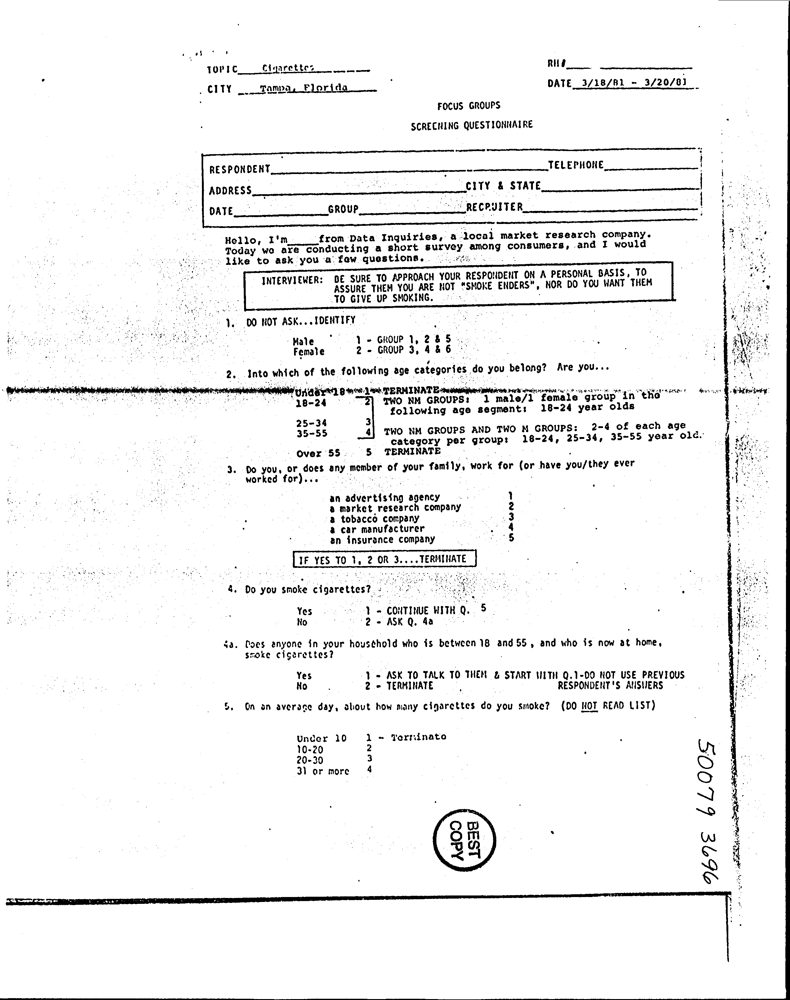 TOPIC Cigarettes
RII#
CITY Tampa, Florida
DATE 3/18/81 - 3/20/81
FOCUS GROUPS
SCREENING QUESTIONNAIRE
RESPONDENT TELEPHONE
ADDRESS CITY & STATE
DATE GROUP RECRUITER
Hello, I'm____from Data Inquiries, a local market research company.
Today we are conducting a short survey among consumers, and I would
like to ask you a few questions.
INTERVIEWER: BE SURE TO APPROACH YOUR RESPONDENT ON A PERSONAL BASIS, TO
ASSURE THEM YOU ARE NOT "SMOKE ENDERS", NOR DO YOU WANT THEM
TO GIVE UP SMOKING.
1. DO NOT ASK...IDENTIFY
Male 1 - GROUP 1, 2 & 5
Female 2 - GROUP 3, 4 & 6
2. Into which of the following age categories do you belong? Are you...
Under 18 1 TERMINATE
18-24 2 TWO NM GROUPS: 1 male/1 female group in the
following age segment: 18-24 year olds
25-34 3
35-55 4 TWO NM GROUPS AND TWO M GROUPS: 2-4 of each age
category per group: 18-24, 25-34, 35-55 year old.
Over 55 5 TERMINATE
3. Do you, or does any member of your family, work for (or have you/they ever
worked for)...
an advertising agency 1
a market research company 2
a tobacco company 3
a car manufacturer 4
an insurance company 5
IF YES TO 1, 2 OR 3....TERMINATE
4. Do you smoke cigarettes?
Yes 1 - CONTINUE WITH Q. 5
No 2 - ASK Q. 4a
4a. Does anyone in your household who is between 18 and 55, and who is now at home,
smoke cigarettes?
Yes 1 - ASK TO TALK TO THEM & START WITH Q.1-DO NOT USE PREVIOUS
No 2 - TERMINATE RESPONDENT'S ANSWERS
5. On an average day, about how many cigarettes do you smoke? (DO NOT READ LIST)
Under 10 1 - Terminate
10-20 2
20-30 3
31 or more 4
BEST
COPY
50079 3696